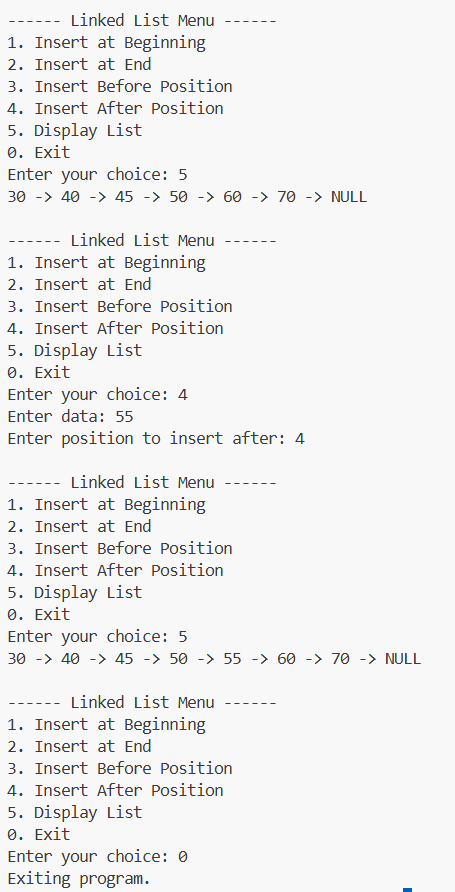 ------ Linked List Menu ------
1. Insert at Beginning
2. Insert at End
3. Insert Before Position
4. Insert After Position
5. Display List
0. Exit
Enter your choice: 5
30 -> 40 -> 45 -> 50 -> 60 -> 70 -> NULL

------ Linked List Menu ------
1. Insert at Beginning
2. Insert at End
3. Insert Before Position
4. Insert After Position
5. Display List
0. Exit
Enter your choice: 4
Enter data: 55
Enter position to insert after: 4

------ Linked List Menu ------
1. Insert at Beginning
2. Insert at End
3. Insert Before Position
4. Insert After Position
5. Display List
0. Exit
Enter your choice: 5
30 -> 40 -> 45 -> 50 -> 55 -> 60 -> 70 -> NULL

------ Linked List Menu ------
1. Insert at Beginning
2. Insert at End
3. Insert Before Position
4. Insert After Position
5. Display List
0. Exit
Enter your choice: 0
Exiting program.